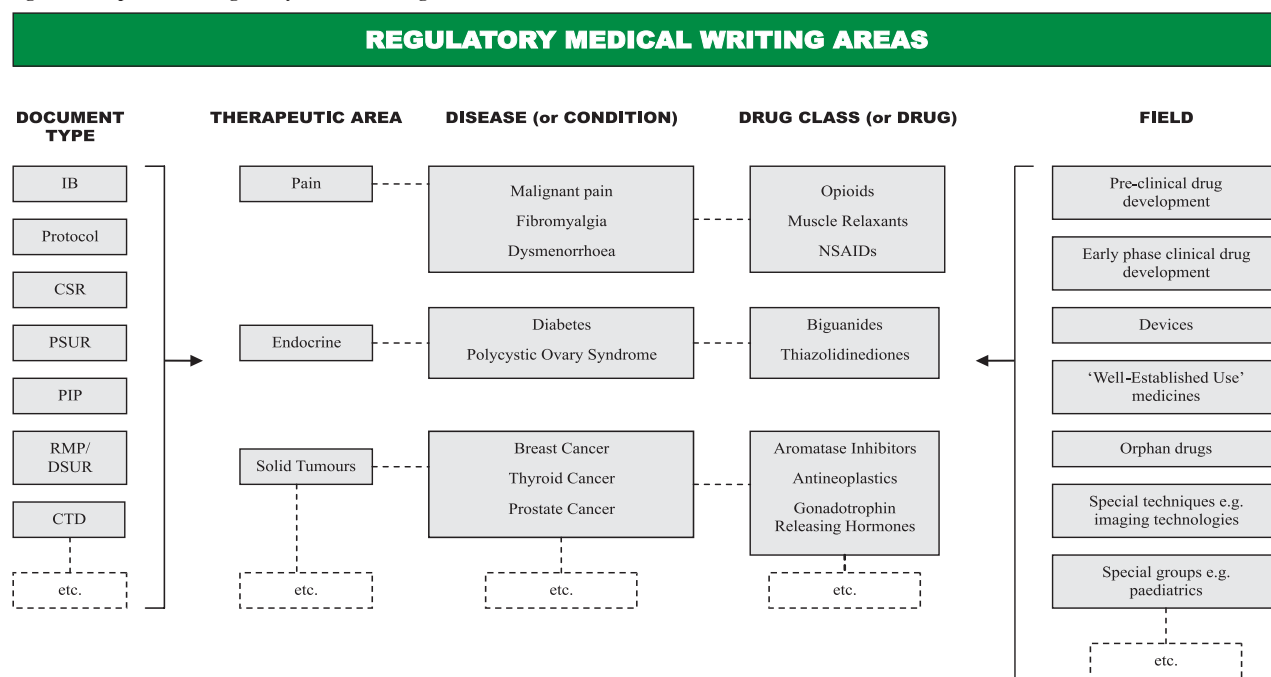 REGULATORY MEDICAL WRITING AREAS
DOCUMENT
TYPE
IB
Protocol
CSR
PSUR
PIP
RMP/
DSUR
CTD
etc.
THERAPEUTIC AREA
Pain
Endocrine
Solid Tumours
etc.
DISEASE (or CONDITION)
Malignant pain
Fibromyalgia
Dysmenorrhoea
Diabetes
Polycystic Ovary Syndrome
Breast Cancer
Thyroid Cancer
Prostate Cancer
etc.
DRUG CLASS (or DRUG)
Opioids
Muscle Relaxants
NSAIDs
Biguanides
Thiazolidinediones
Aromatase Inhibitors
Antineoplastics
Gonadotrophin
Releasing Hormones
etc.
FIELD
Pre-clinical drug
development
Early phase clinical drug
development
Devices
‘Well-Established Use’
medicines
Orphan drugs
Special techniques e.g.
imaging technologies
Special groups e.g.
paediatrics
etc.